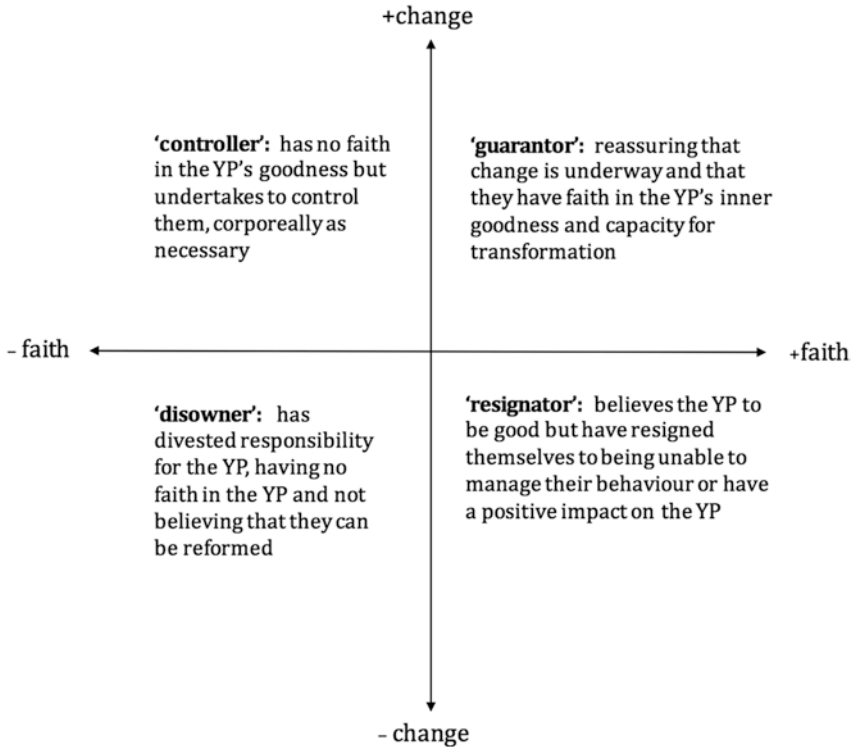 +change
‘controller’: has no faith
in the YP’s goodness but
undertakes to control
them, corporeally as
necessary
‘guarantor’: reassuring that
change is underway and that
they have faith in the YP’s inner
goodness and capacity for
transformation
– faith
+faith
‘disowner’: has
divested responsibility
for the YP, having no
faith in the YP and not
believing that they can
be reformed
‘resignator’: believes the YP to
be good but have resigned
themselves to being unable to
manage their behaviour or have
a positive impact on the YP
– change